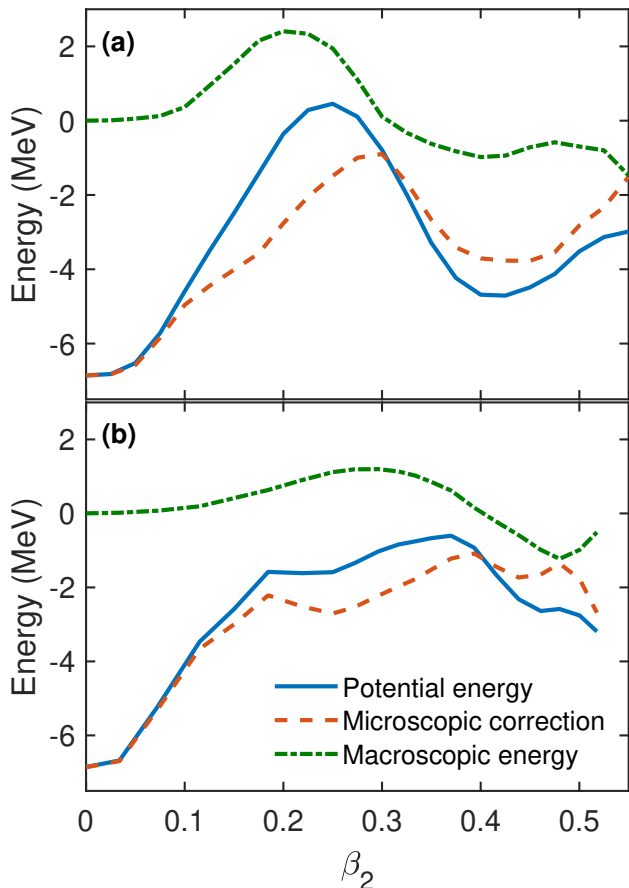 (a)
2
0
-2
-4
-6
Energy (MeV)
(b)
2
0
-2
-4
-6
Energy (MeV)
Potential energy
Microscopic correction
Macroscopic energy
0 0.1 0.2 0.3 0.4 0.5
β₂